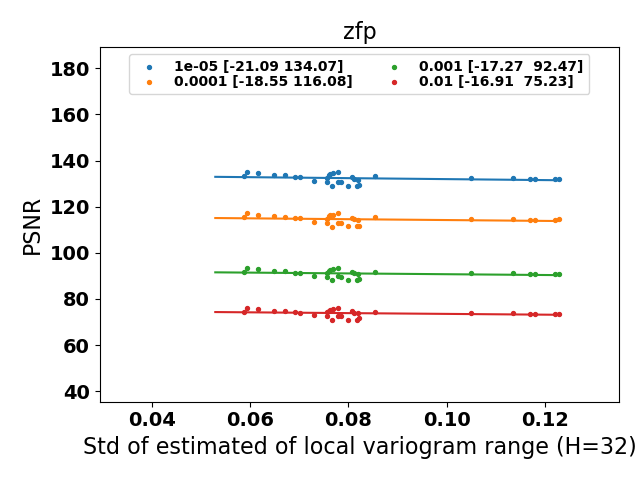 zfp
1e-05 [-21.09 134.07]
0.0001 [-18.55 116.08]
0.001 [-17.27  92.47]
0.01 [-16.91  75.23]
PSNR
180
160
140
120
100
80
60
40
0.04
0.06
0.08
0.10
0.12
Std of estimated of local variogram range (H=32)